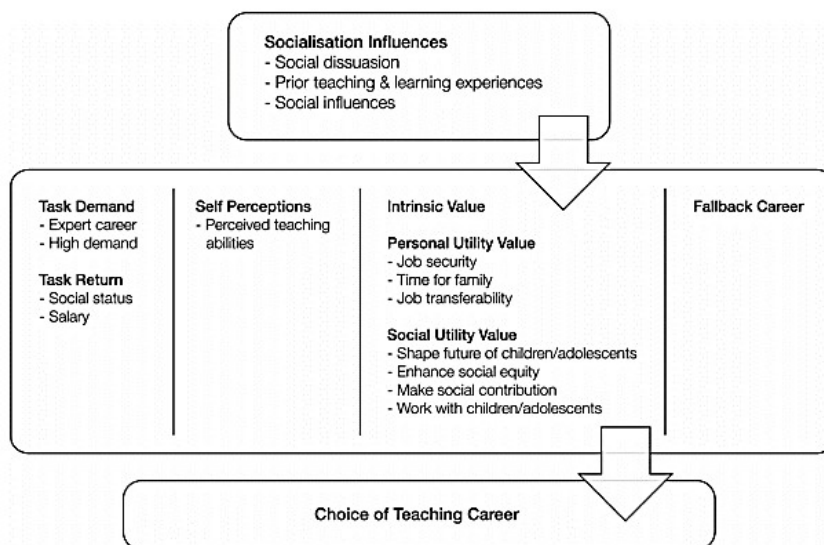 Socialisation Influences
- Social dissuasion
- Prior teaching & learning experiences
- Social influences
Task Demand
- Expert career
- High demand
Task Return
- Social status
- Salary
Self Perceptions
- Perceived teaching
abilities
Intrinsic Value
Personal Utility Value
- Job security
- Time for family
- Job transferability
Social Utility Value
- Shape future of children/adolescents
- Enhance social equity
- Make social contribution
- Work with children/adolescents
Fallback Career
Choice of Teaching Career